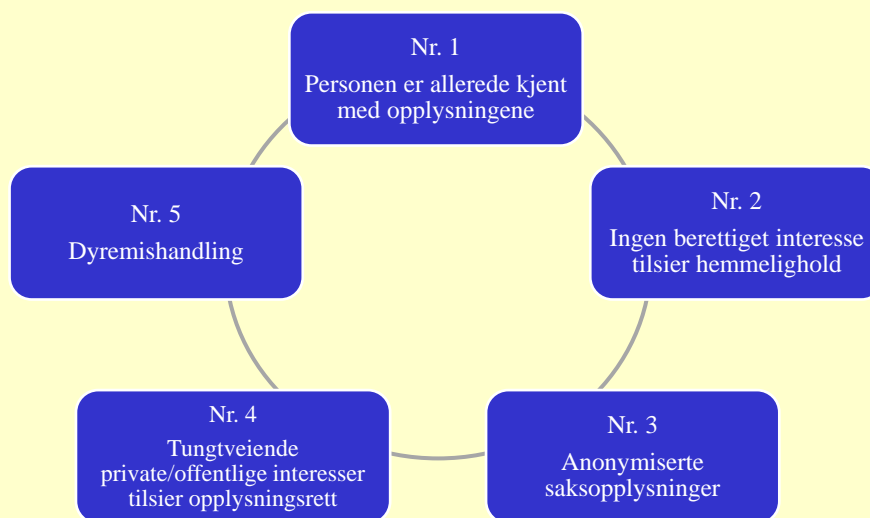 Nr. 1
Personen er allerede kjent
med opplysningene
Nr. 2
Ingen berettiget interesse
tilsier hemmelighold
Nr. 3
Anonymiserte
saksopplysninger
Nr. 4
Tungtveiende
private/offentlige interesser
tilsier opplysningsrett
Nr. 5
Dyremishandling